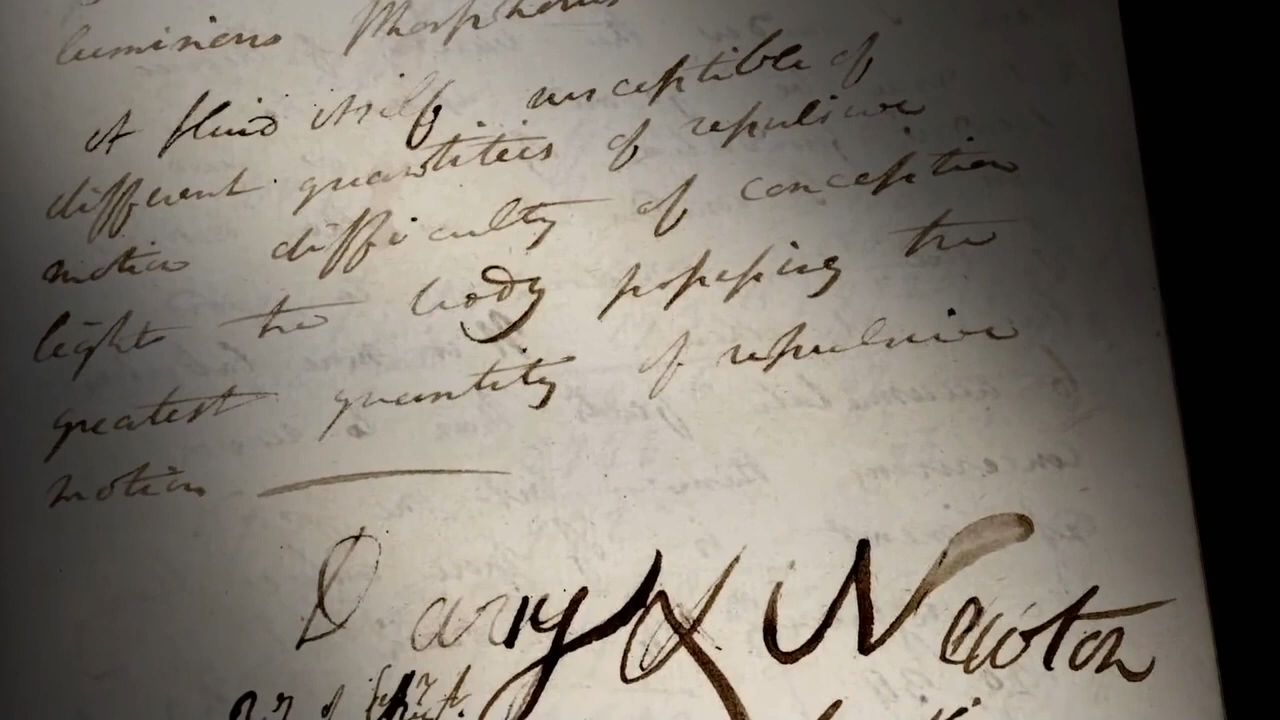 luminous Phosphorus
A fluid itself susceptible of
different quantities of repulsive
motion difficulty of conception
light the body possessing the
greatest quantity of repulsive
motion
Davy & Newton